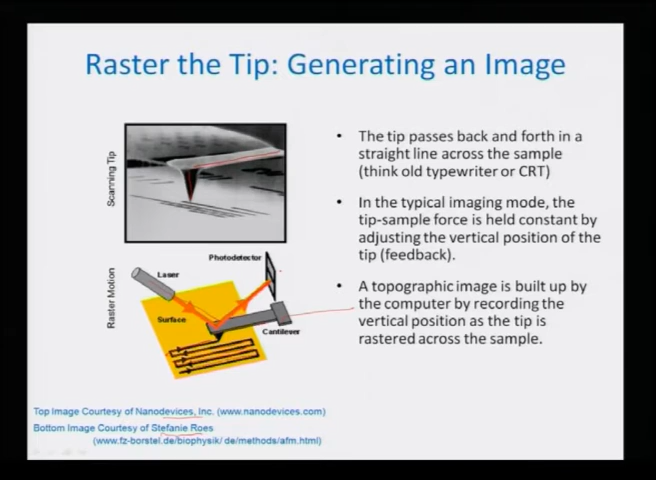 Raster the Tip: Generating an Image
Scanning Tip
Raster Motion
Laser
Photodetector
Surface
Cantilever
• The tip passes back and forth in a
straight line across the sample
(think old typewriter or CRT)
• In the typical imaging mode, the
tip-sample force is held constant by
adjusting the vertical position of the
tip (feedback).
• A topographic image is built up by
the computer by recording the
vertical position as the tip is
rastered across the sample.
Top Image Courtesy of Nanodevices, Inc. (www.nanodevices.com)
Bottom Image Courtesy of Stefanie Roes
(www.fz-borstel.de/biophysik/ de/methods/afm.html)